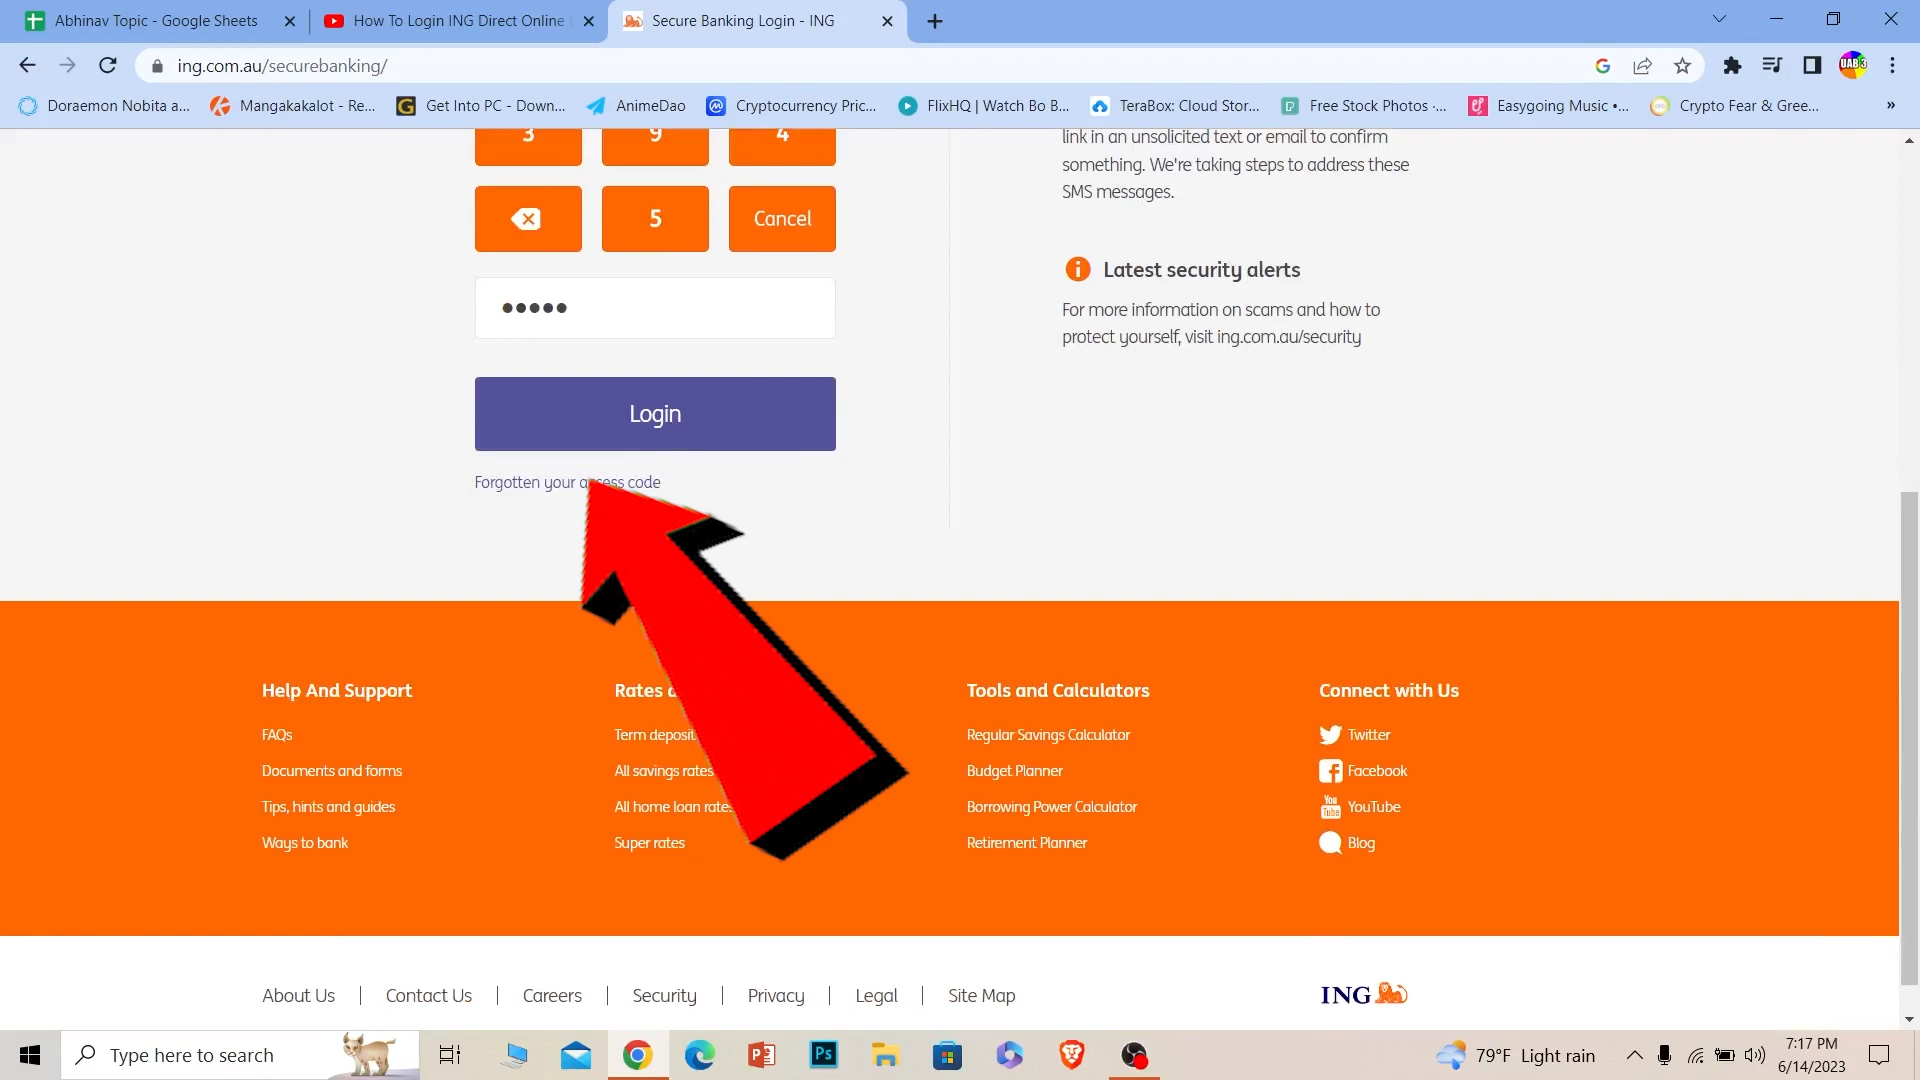 Abhinav Topic - Google Sheets
How To Login ING Direct Online
Secure Banking Login - ING
ing.com.au/securebanking/
UAB 3
Doraemon Nobita a...
Mangakakalot - Re...
Get Into PC - Down...
AnimeDao
Cryptocurrency Pric...
FlixHQ | Watch Bo B...
TeraBox: Cloud Stor...
Free Stock Photos ·...
Easygoing Music •...
Crypto Fear & Gree...
»
3
9
4
5
Cancel
Login
Forgotten your access code
link in an unsolicited text or email to confirm
something. We're taking steps to address these
SMS messages.
Latest security alerts
For more information on scams and how to
protect yourself, visit ing.com.au/security
Help And Support
FAQs
Documents and forms
Tips, hints and guides
Ways to bank
Rates
Term deposit
All savings rates
All home loan rates
Super rates
Tools and Calculators
Regular Savings Calculator
Budget Planner
Borrowing Power Calculator
Retirement Planner
Connect with Us
Twitter
Facebook
You Tube
YouTube
Blog
About Us | Contact Us | Careers | Security | Privacy | Legal | Site Map
ING
Type here to search
Ps
79°F Light rain
7:17 PM
6/14/2023